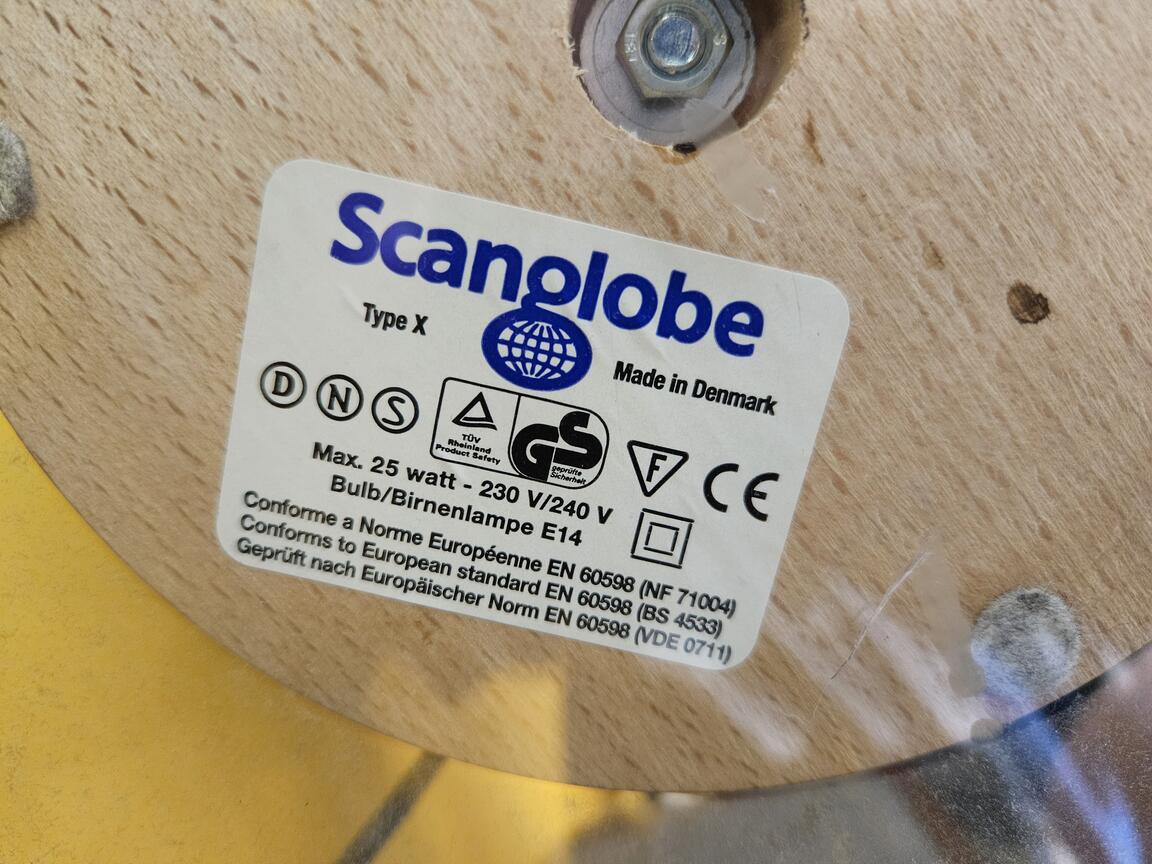 Scanglobe
Type X
Made in Denmark
D N S
TÜV
Rheinland
Product Safety
GS
geprüfte
Sicherheit
F
CE
Max. 25 watt - 230 V/240 V
Bulb/Birnenlampe E14
Conforme a Norme Européenne EN 60598 (NF 71004)
Conforms to European standard EN 60598 (BS 4533)
Geprüft nach Europäischer Norm EN 60598 (VDE 0711)